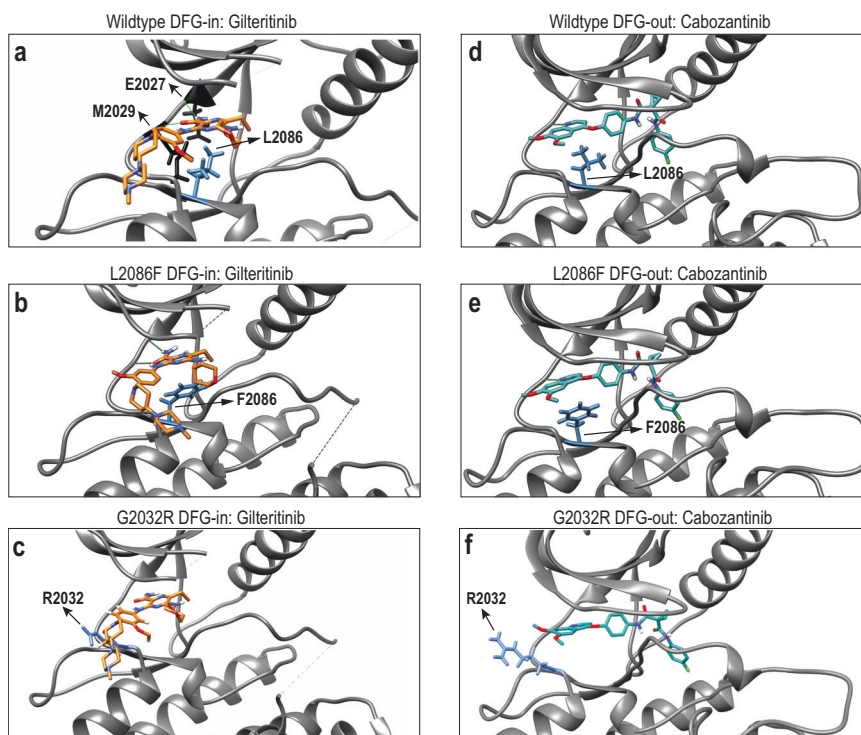 Wildtype DFG-in: Gilteritinib
a
E2027
M2029
L2086
L2086F DFG-in: Gilteritinib
b
F2086
G2032R DFG-in: Gilteritinib
c
R2032
Wildtype DFG-out: Cabozantinib
d
L2086
L2086F DFG-out: Cabozantinib
e
F2086
G2032R DFG-out: Cabozantinib
f
R2032